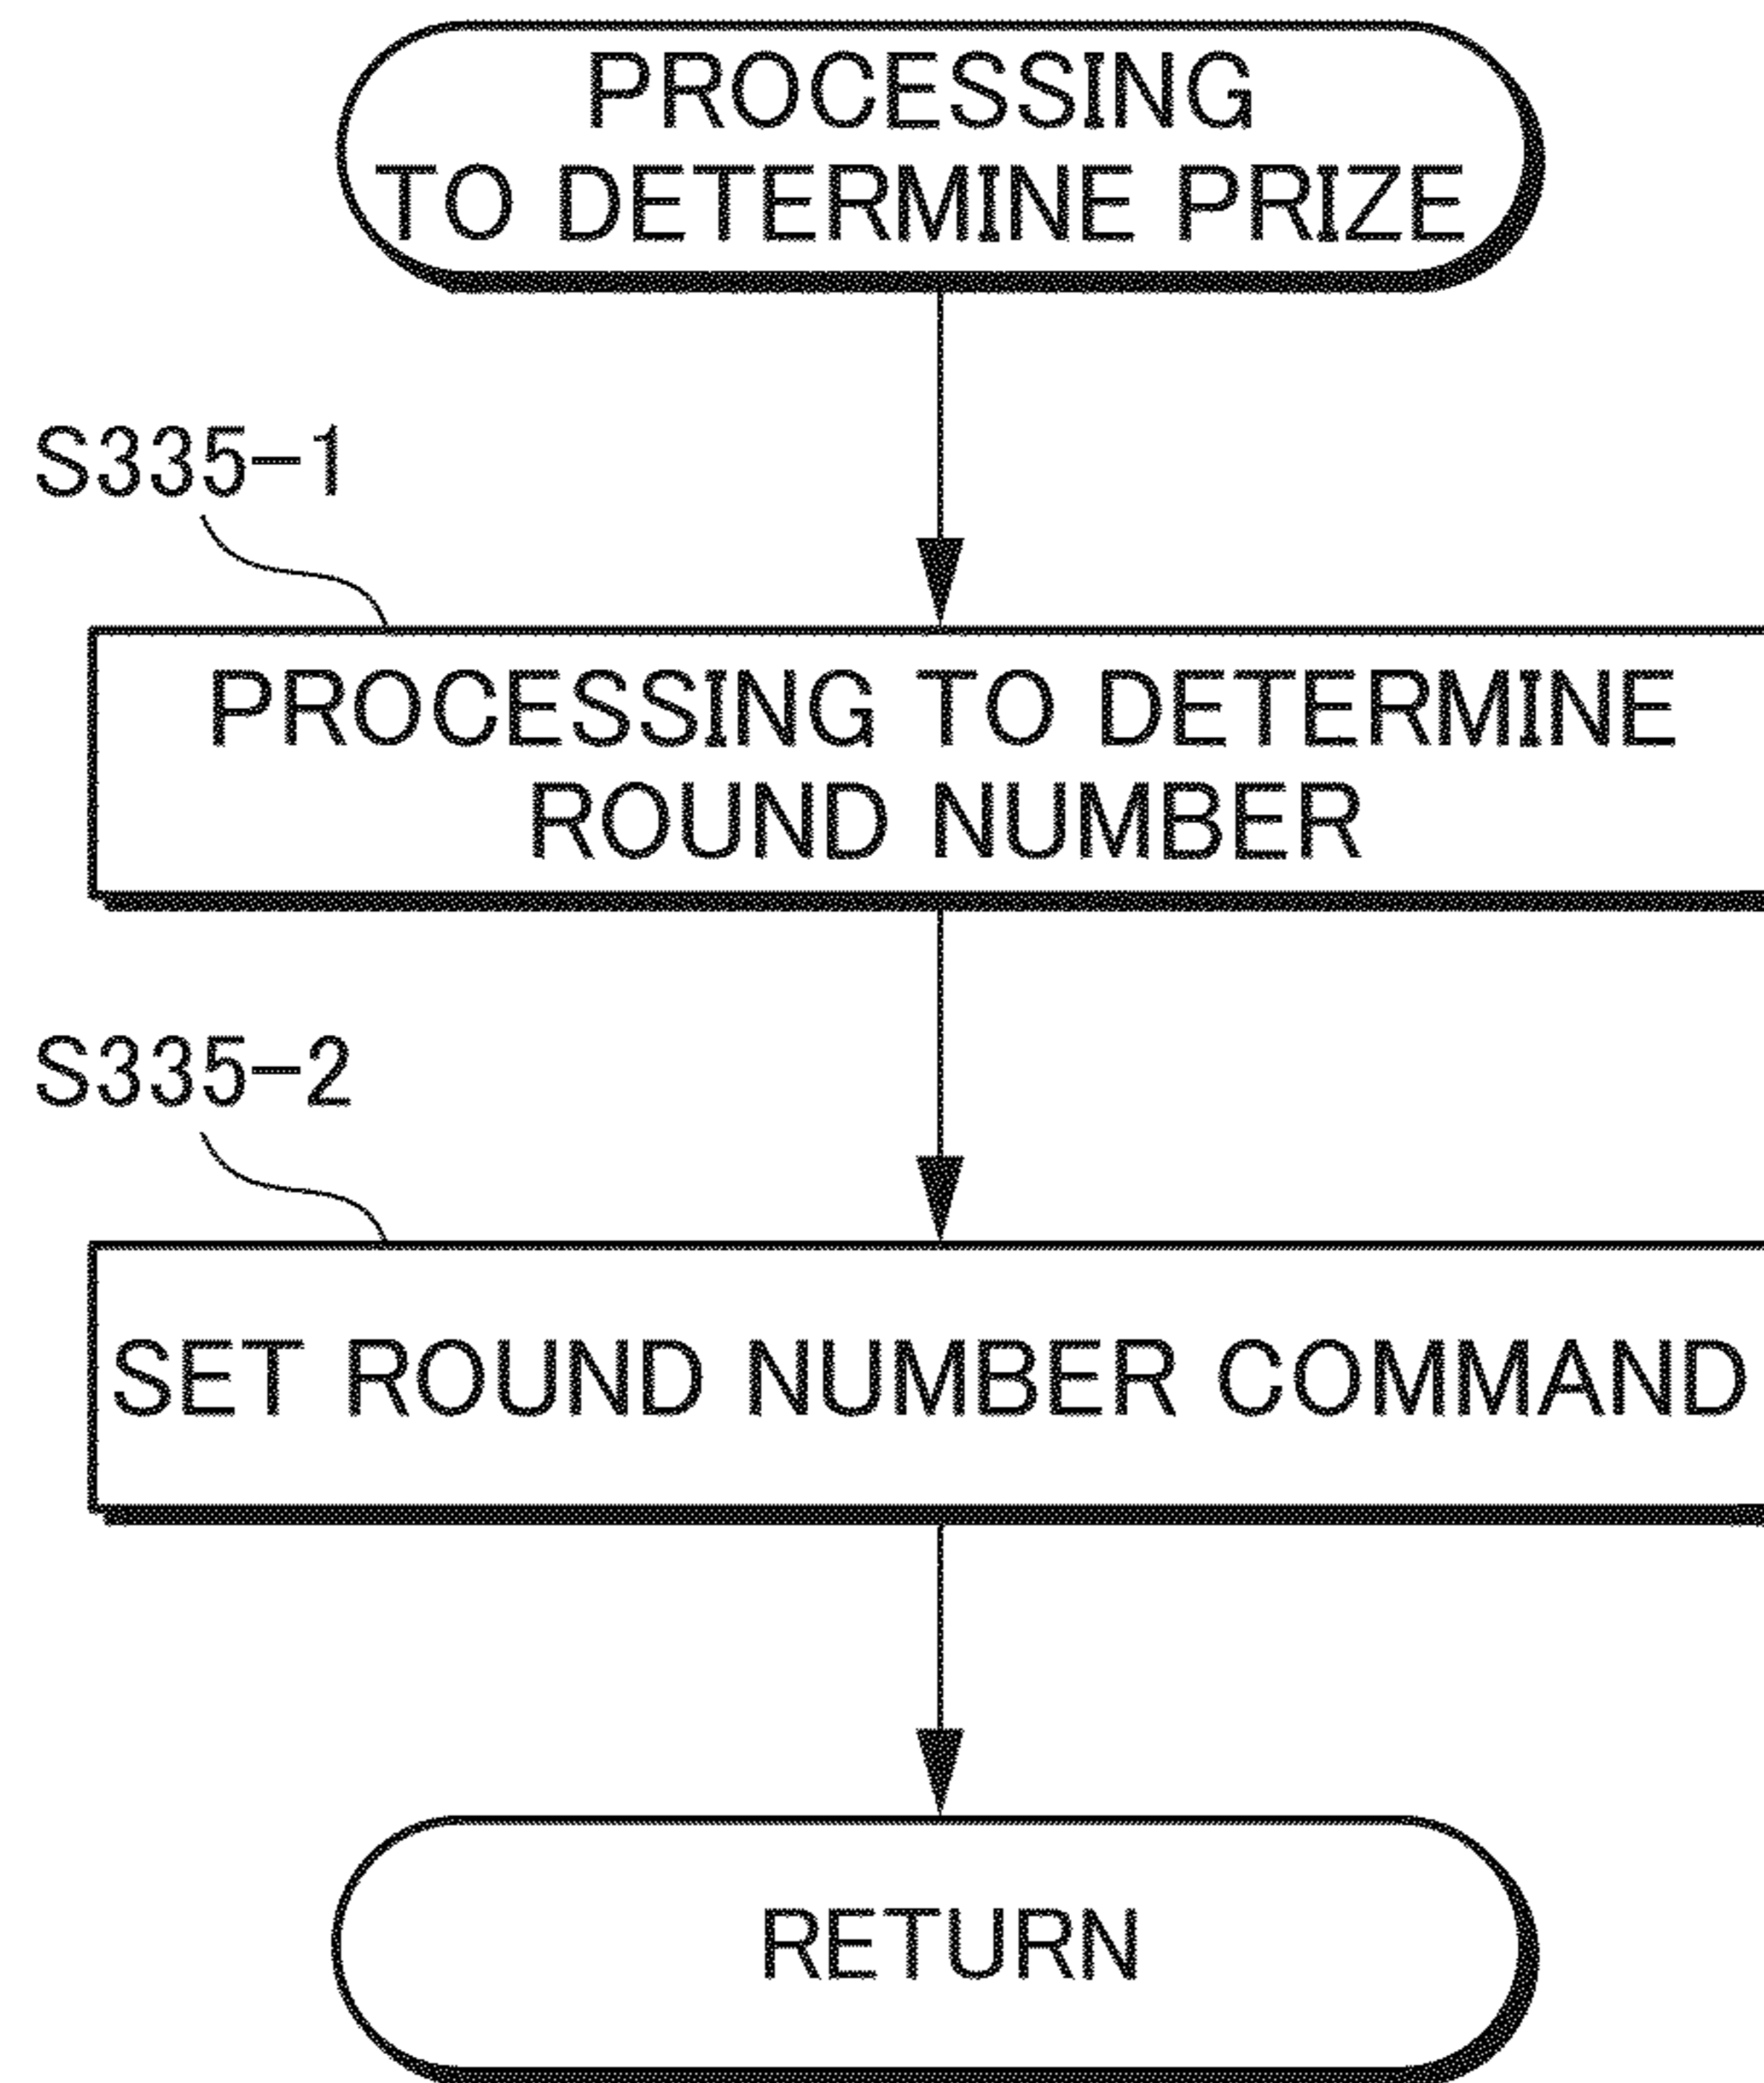 PROCESSING
TO DETERMINE PRIZE
S335-1
PROCESSING TO DETERMINE
ROUND NUMBER
S335-2
SET ROUND NUMBER COMMAND
RETURN